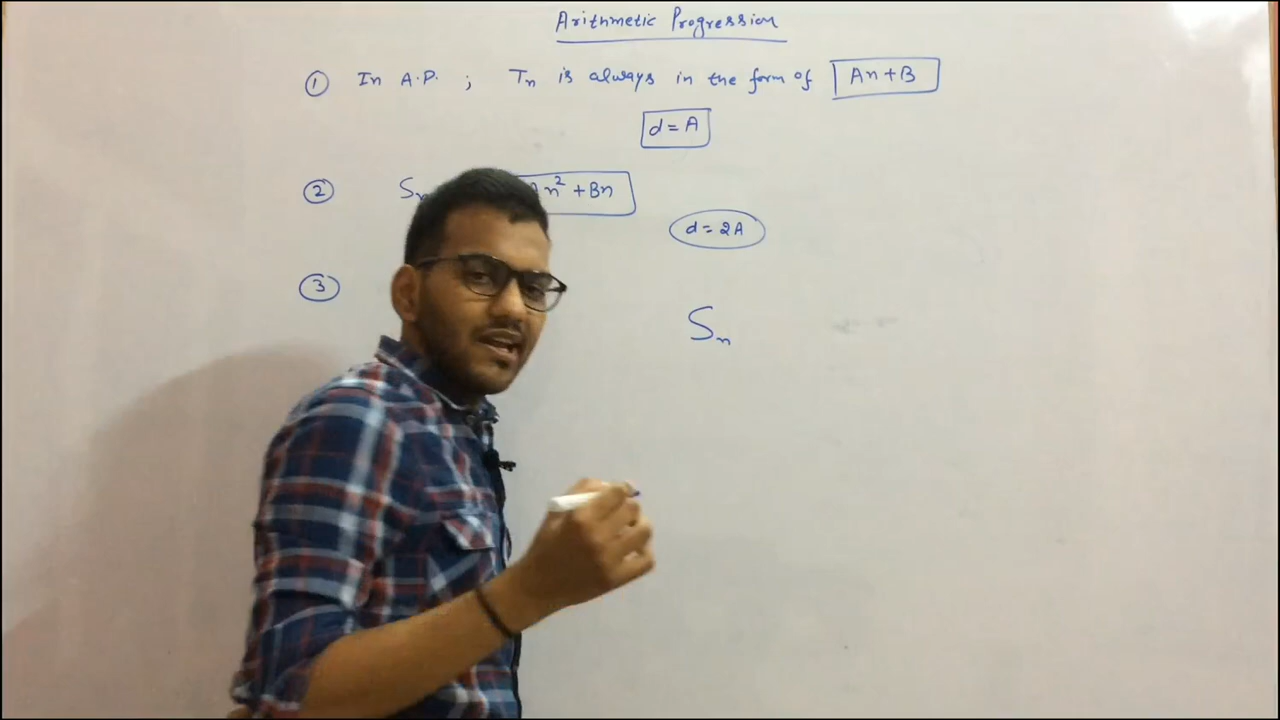 Arithmetic Progression
① In A.P. ; Tn is always in the form of An+B
d = A
② Sn An² + Bn
d = 2A
③
Sn